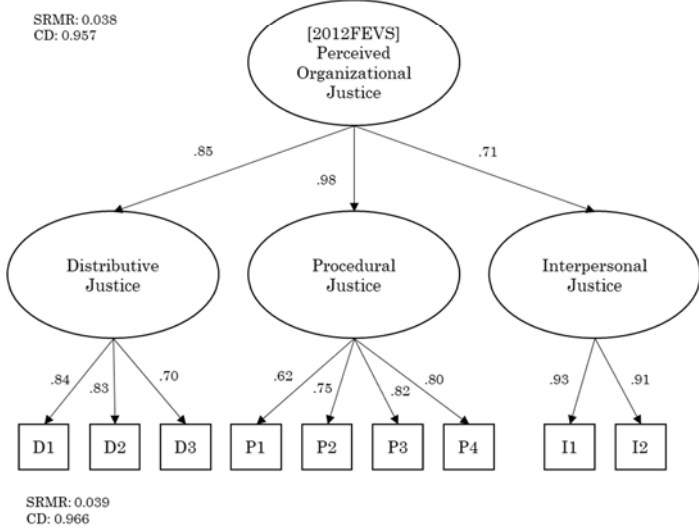 SRMR: 0.038
CD: 0.957
[2012FEVS]
Perceived
Organizational
Justice
.85
.98
.71
Distributive
Justice
Procedural
Justice
Interpersonal
Justice
.84
.83
.70
.62
.75
.82
.80
.93
.91
D1
D2
D3
P1
P2
P3
P4
I1
I2
SRMR: 0.039
CD: 0.966